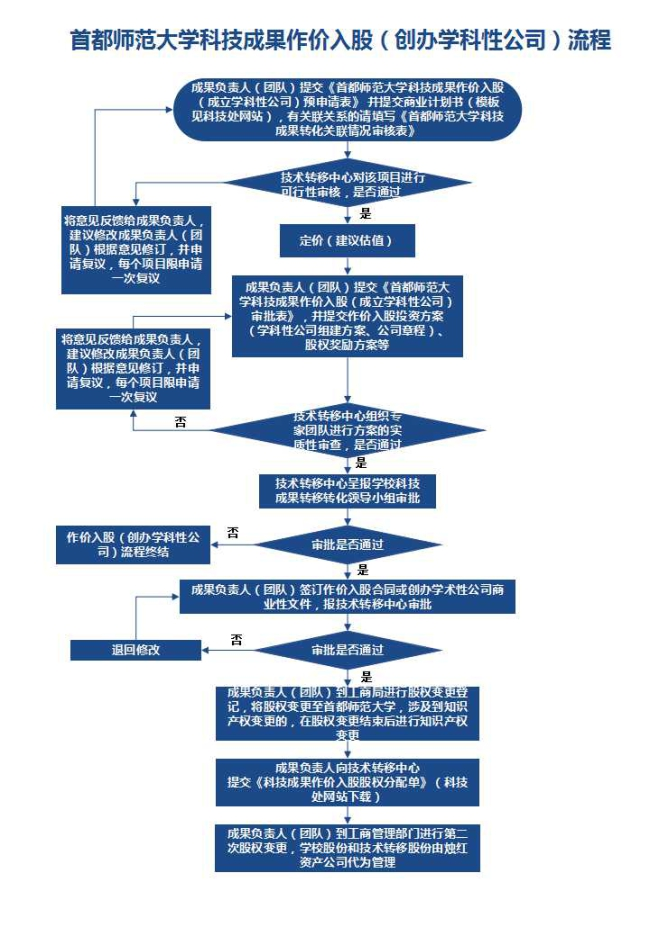 首都师范大学科技成果作价入股（创办学科性公司）流程
成果负责人（团队）提交《首都师范大学科技成果作价入股
（成立学科性公司）预申请表》 并提交商业计划书（模板
见科技处网站），有关联关系的请填写《首都师范大学科技
成果转化关联情况审核表》
技术转移中心对该项目进行
可行性审核，是否通过
是
将意见反馈给成果负责人，
建议修改成果负责人（团
队）根据意见修订，并申
请复议，每个项目限申请
一次复议
定价（建议估值）
成果负责人（团队）提交《首都师范大
学科技成果作价入股（成立学科性公司）
审批表》，并提交作价入股投资方案
（学科性公司组建方案、公司章程）、
股权奖励方案等
将意见反馈给成果负责人，
建议修改成果负责人（团
队）根据意见修订，并申
请复议，每个项目限申请
一次复议
否
技术转移中心组织专
家团队进行方案的实
质性审查，是否通过
是
技术转移中心呈报学校科技
成果转移转化领导小组审批
作价入股（创办学科性公
司）流程终结
否
审批是否通过
是
成果负责人（团队）签订作价入股合同或创办学术性公司商
业性文件，报技术转移中心审批
退回修改
否
审批是否通过
是
成果负责人（团队）到工商局进行股权变更登
记，将股权变更至首都师范大学，涉及到知识
产权变更的，在股权变更结束后进行知识产权
变更
成果负责人向技术转移中心
提交《科技成果作价入股股权分配单》（科技
处网站下载）
成果负责人（团队）到工商管理部门进行第二
次股权变更，学校股份和技术转移股份由烛红
资产公司代为管理